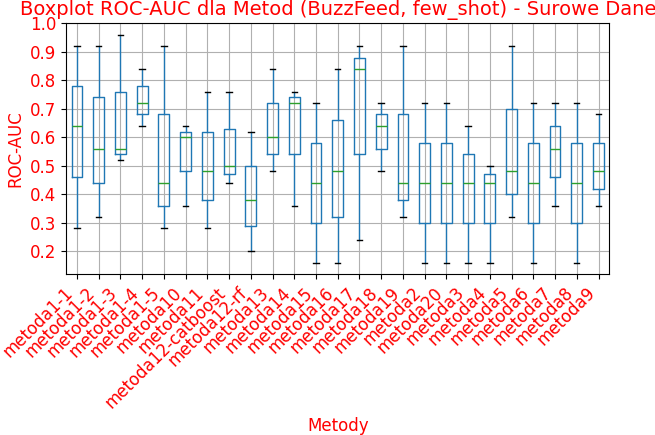 Boxplot ROC-AUC dla Metod (BuzzFeed, few_shot) - Surowe Dane
1.0
0.9
0.8
0.7
0.6
0.5
0.4
0.3
0.2
ROC-AUC
metoda1-1
metoda1-2
metoda1-3
metoda1-4
metoda1-5
metoda10
metoda11
metoda12-catboost
metoda12-rf
metoda13
metoda14
metoda15
metoda16
metoda17
metoda18
metoda19
metoda2
metoda20
metoda3
metoda4
metoda5
metoda6
metoda7
metoda8
metoda9
Metody